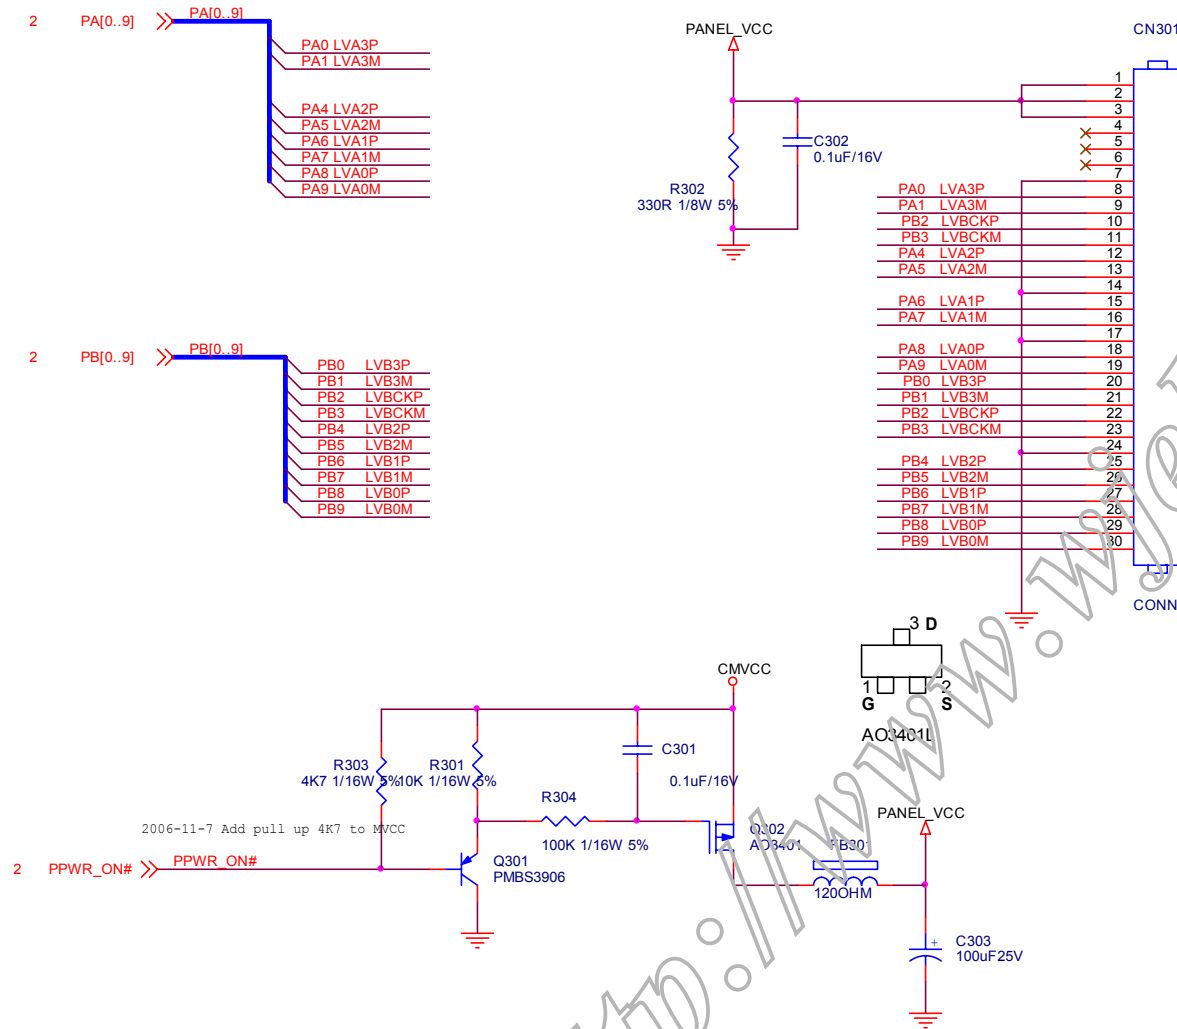 2 PA[0..9] PA[0..9]
PA0 LVA3P
PA1 LVA3M
PA4 LVA2P
PA5 LVA2M
PA6 LVA1P
PA7 LVA1M
PA8 LVA0P
PA9 LVA0M
2 PB[0..9] PB[0..9]
PB0 LVB3P
PB1 LVB3M
PB2 LVBCKP
PB3 LVBCKM
PB4 LVB2P
PB5 LVB2M
PB6 LVB1P
PB7 LVB1M
PB8 LVB0P
PB9 LVB0M
PANEL_VCC
R302
330R 1/8W 5%
C302
0.1uF/16V
CN301
1
2
3
4
5
6
7
PA0 LVA3P 8
PA1 LVA3M 9
PB2 LVBCKP 10
PB3 LVBCKM 11
PA4 LVA2P 12
PA5 LVA2M 13
14
PA6 LVA1P 15
PA7 LVA1M 16
17
PA8 LVA0P 18
PA9 LVA0M 19
PB0 LVB3P 20
PB1 LVB3M 21
PB2 LVBCKP 22
PB3 LVBCKM 23
24
PB4 LVB2P 25
PB5 LVB2M 26
PB6 LVB1P 27
PB7 LVB1M 28
PB8 LVB0P 29
PB9 LVB0M 30
CONN
3 D
1 2
G S
AO3401L
CMVCC
R303
4K7 1/16W 5%
R301
10K 1/16W 5%
C301
0.1uF/16V
R304
100K 1/16W 5%
2006-11-7 Add pull up 4K7 to MVCC
2 PPWR_ON# PPWR_ON#
Q301
PMBS3906
Q302
AO3401
FB301
120OHM
PANEL_VCC
+
C303
100uF25V